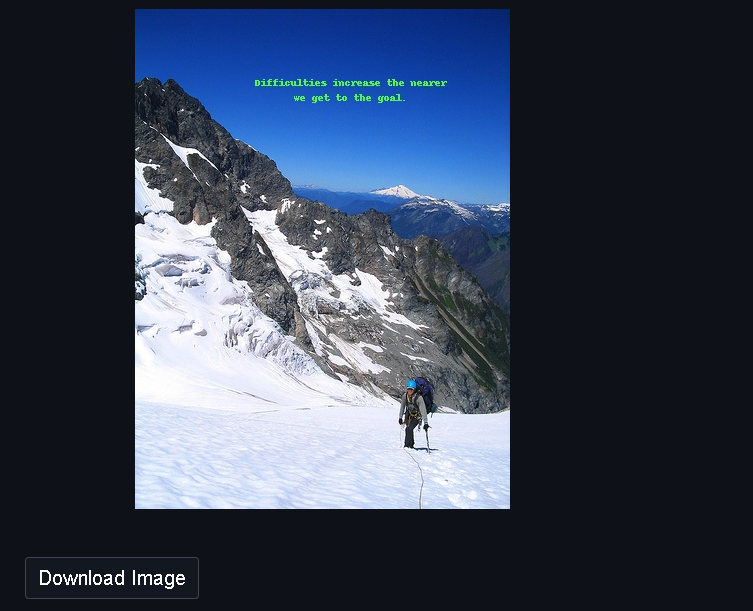 Difficulties increase the nearer
we get to the goal.
Download Image